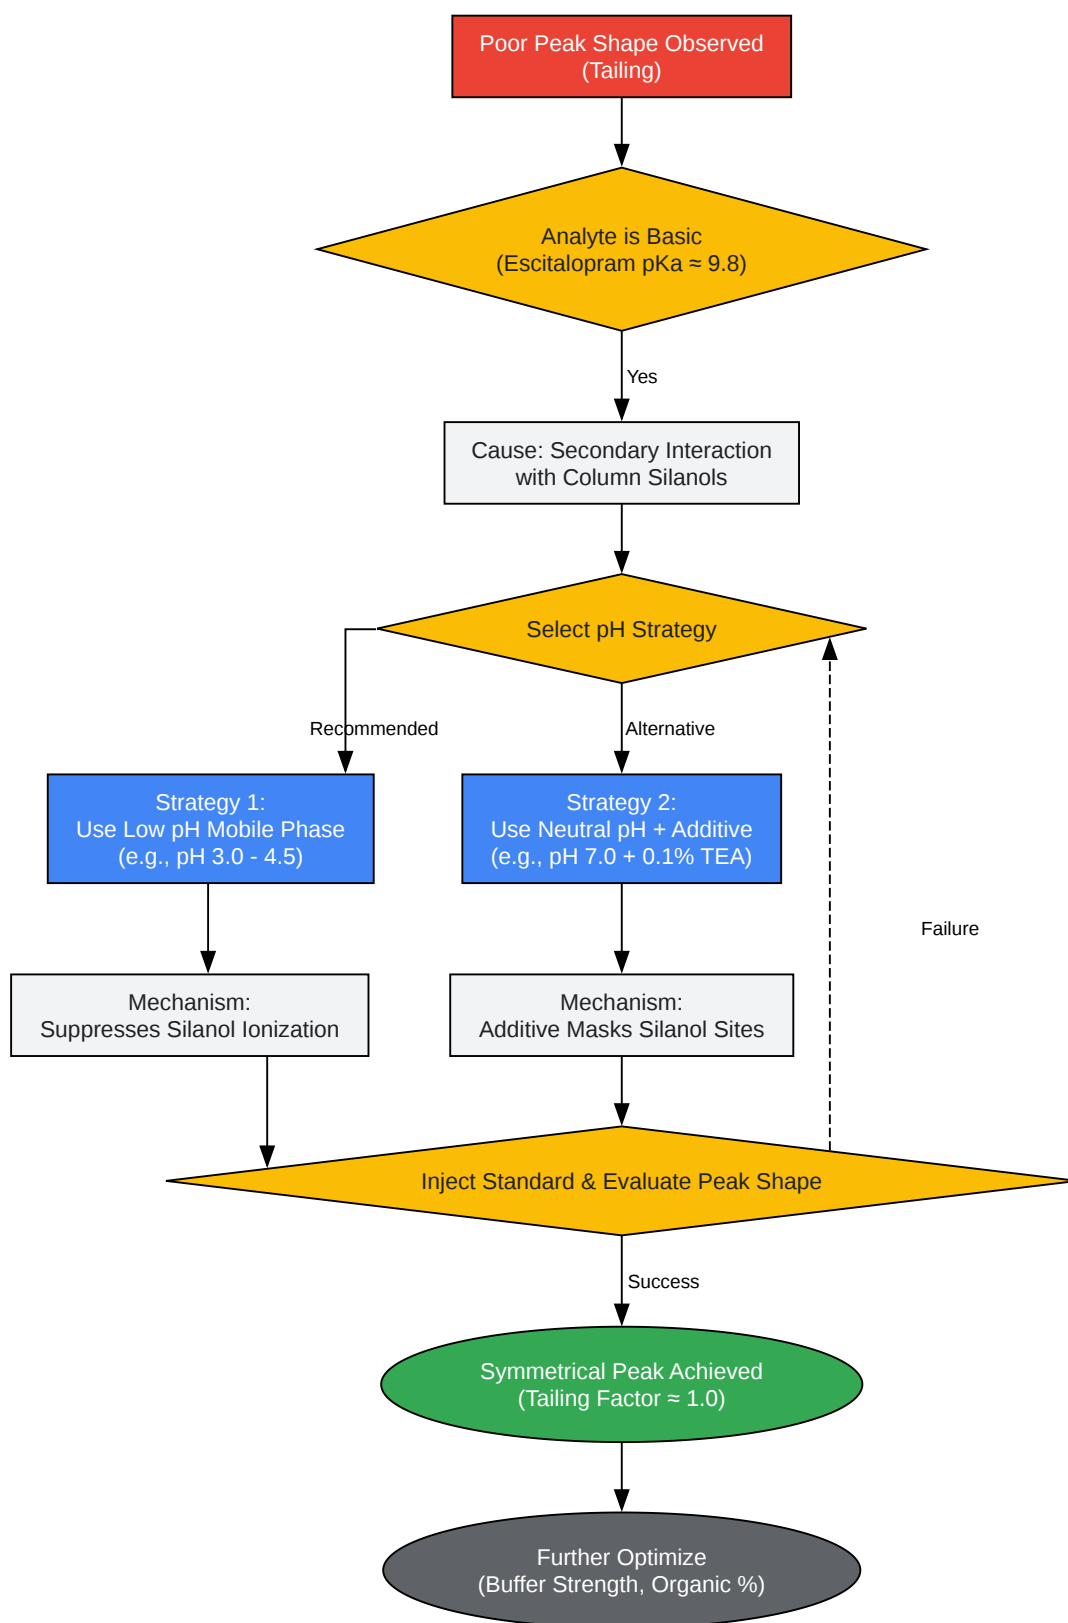 Poor Peak Shape Observed
(Tailing)
Analyte is Basic
(Escitalopram pKa ≈ 9.8)
Yes
Cause: Secondary Interaction
with Column Silanols
Select pH Strategy
Recommended
Alternative
Strategy 1:
Use Low pH Mobile Phase
(e.g., pH 3.0 - 4.5)
Strategy 2:
Use Neutral pH + Additive
(e.g., pH 7.0 + 0.1% TEA)
Failure
Mechanism:
Suppresses Silanol Ionization
Mechanism:
Additive Masks Silanol Sites
Inject Standard & Evaluate Peak Shape
Success
Symmetrical Peak Achieved
(Tailing Factor ≈ 1.0)
Further Optimize
(Buffer Strength, Organic %)